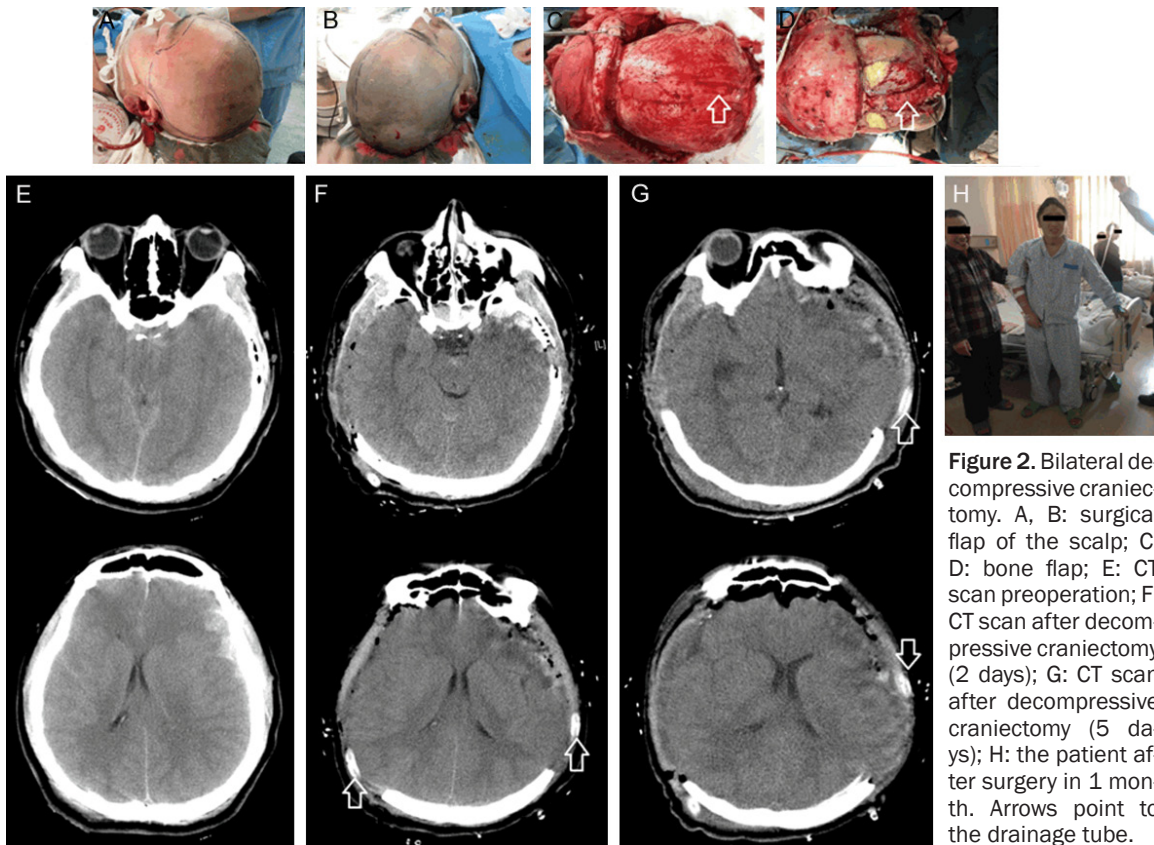 A
B
C
D
E
F
G
H
Figure 2. Bilateral de-
compressive craniec-
tomy. A, B: surgical
flap of the scalp; C,
D: bone flap; E: CT
scan preoperation; F:
CT scan after decom-
pressive craniectomy
(2 days); G: CT scan
after decompressive
craniectomy (5 da-
ys); H: the patient af-
ter surgery in 1 mon-
th. Arrows point to
the drainage tube.